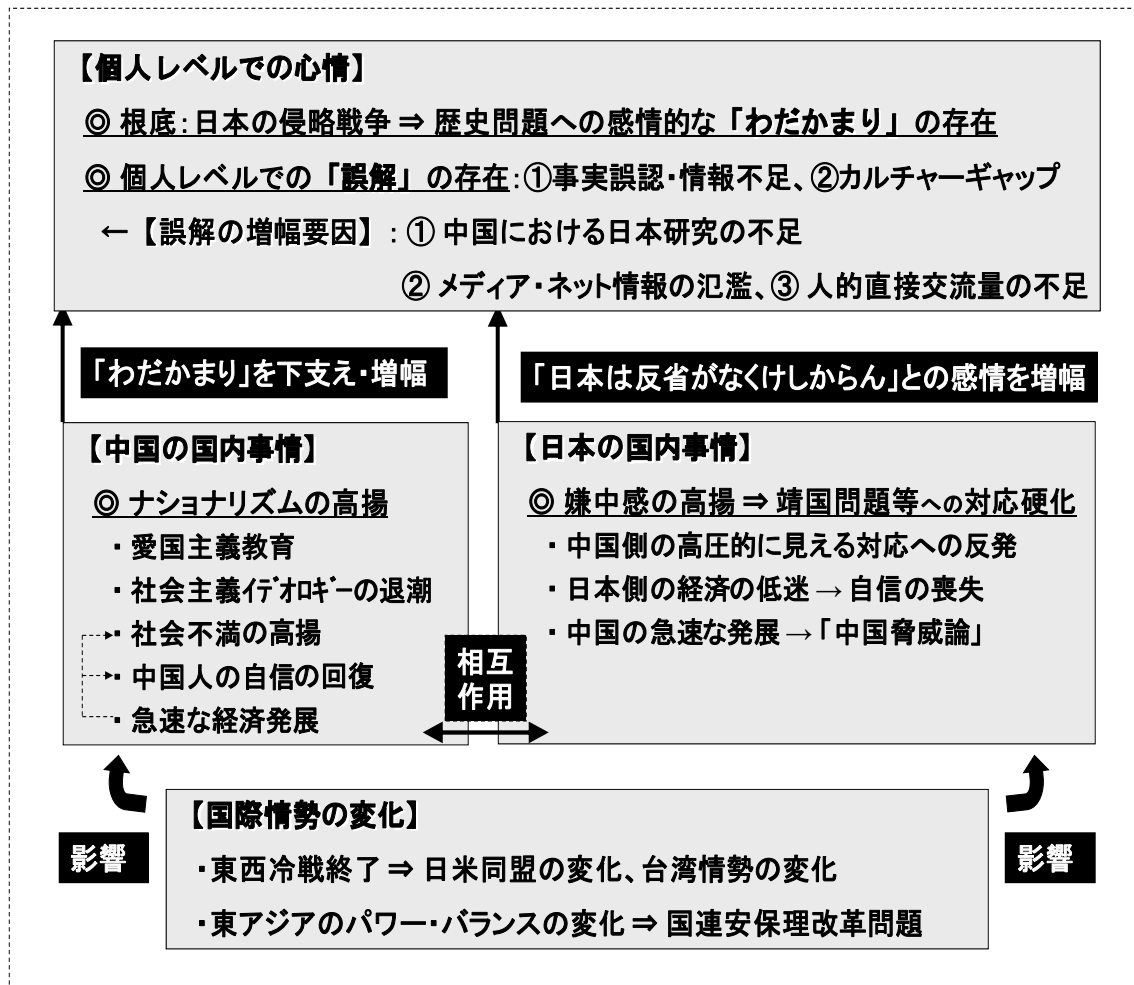 【個人レベルでの心情】
◎ 根底：日本の侵略戦争 ⇒ 歴史問題への感情的な「わだかまり」の存在
◎ 個人レベルでの「誤解」の存在：①事実誤認・情報不足、②カルチャーギャップ
← 【誤解の増幅要因】：① 中国における日本研究の不足
② メディア・ネット情報の氾濫、③ 人的直接交流量の不足
「わだかまり」を下支え・増幅
「日本は反省がなくけしからん」との感情を増幅
【中国の国内事情】
◎ ナショナリズムの高揚
・愛国主義教育
・社会主義ｲﾃﾞｵﾛｷﾞｰの退潮
・社会不満の高揚
・中国人の自信の回復
・急速な経済発展
相互
作用
【日本の国内事情】
◎ 嫌中感の高揚 ⇒ 靖国問題等への対応硬化
・中国側の高圧的に見える対応への反発
・日本側の経済の低迷 → 自信の喪失
・中国の急速な発展 →「中国脅威論」
影響
【国際情勢の変化】
・東西冷戦終了 ⇒ 日米同盟の変化、台湾情勢の変化
・東アジアのパワー・バランスの変化 ⇒ 国連安保理改革問題
影響